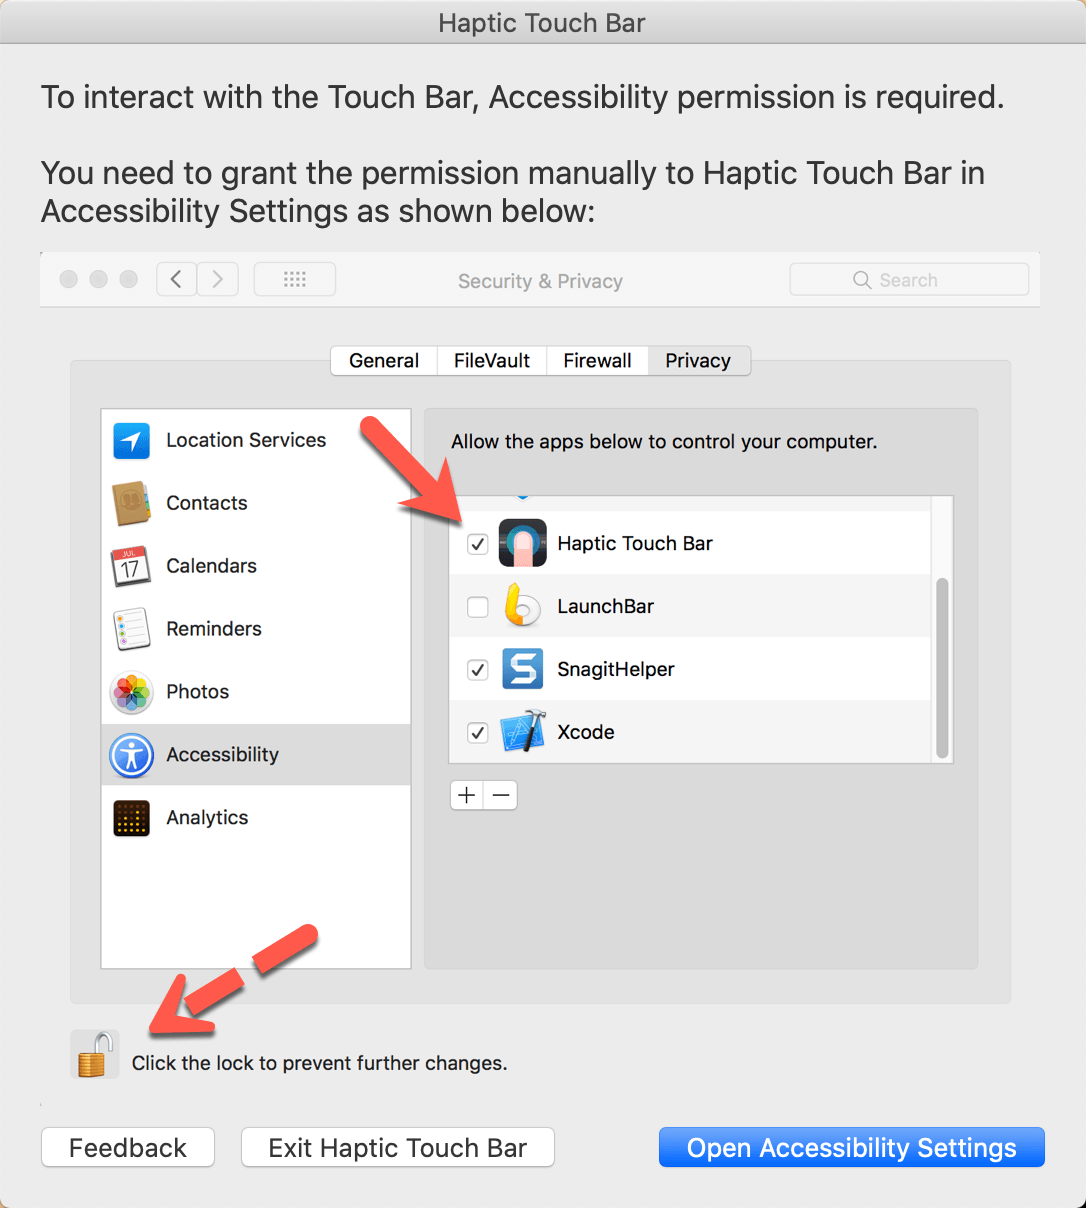 Haptic Touch Bar
To interact with the Touch Bar, Accessibility permission is required.
You need to grant the permission manually to Haptic Touch Bar in
Accessibility Settings as shown below:
Security & Privacy
Search
General
FileVault
Firewall
Privacy
Location Services
Contacts
JUL
17
Calendars
Reminders
Photos
Accessibility
Analytics
Allow the apps below to control your computer.
Haptic Touch Bar
LaunchBar
SnagitHelper
Xcode
Click the lock to prevent further changes.
Feedback
Exit Haptic Touch Bar
Open Accessibility Settings